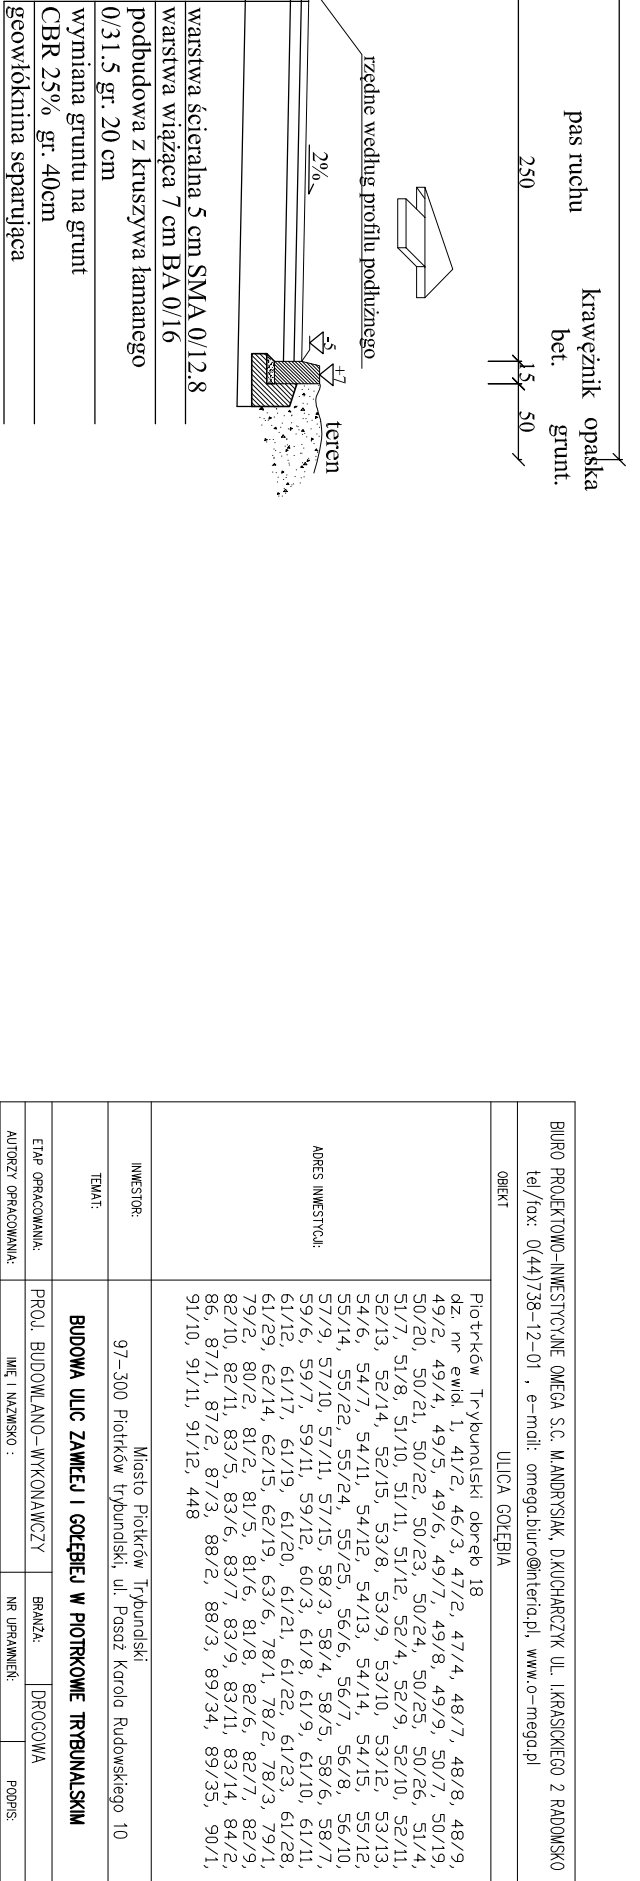 pas ruchu
krawężnik
bet.
opaska
grunt.
250
15
50
rzędne według profilu podłużnego
2%
-5
+7
teren
warstwa ścieralna 5 cm SMA 0/12.8
warstwa wiążąca 7 cm BA 0/16
podbudowa z kruszywa łamanego
0/31.5 gr. 20 cm
wymiana gruntu na grunt
CBR 25% gr. 40cm
geowłóknina separująca
BIURO PROJEKTOWO-INWESTYCYJNE OMEGA S.C. M.ANDRYSIAK, D.KUCHARCZYK UL. I.KRASICKIEGO 2 RADOMSKO
tel/fax: 0(44)738-12-01 , e-mail: omega.biuro@interia.pl, www.o-mega.pl
OBIEKT ULICA GOŁĘBIA
ADRES INWESTYCJI:
Piotrków Trybunalski obręb 18
dz. nr ewid. 1, 41/2, 46/3, 47/2, 47/4, 48/7, 48/8, 48/9,
49/2, 49/4, 49/5, 49/6, 49/7, 49/8, 49/9, 50/7, 50/19,
50/20, 50/21, 50/22, 50/23, 50/24, 50/25, 50/26, 51/4,
51/7, 51/8, 51/10, 51/11, 51/12, 52/4, 52/9, 52/10, 52/11,
52/13, 52/14, 52/15, 53/8, 53/9, 53/10, 53/12, 53/13,
54/6, 54/7, 54/11, 54/12, 54/13, 54/14, 54/15, 55/12,
55/14, 55/22, 55/24, 55/25, 56/6, 56/7, 56/8, 56/10,
57/9, 57/10, 57/11, 57/15, 58/3, 58/4, 58/5, 58/6, 58/7,
59/6, 59/7, 59/11, 59/12, 60/3, 61/8, 61/9, 61/10, 61/11,
61/12, 61/17, 61/19, 61/20, 61/21, 61/22, 61/23, 61/28,
61/29, 62/14, 62/15, 62/19, 63/6, 78/1, 78/2, 78/3, 79/1,
79/2, 80/2, 81/2, 81/5, 81/6, 81/8, 82/6, 82/7, 82/9,
82/10, 82/11, 83/5, 83/6, 83/7, 83/9, 83/11, 83/14, 84/2,
86, 87/1, 87/2, 87/3, 88/2, 88/3, 89/34, 89/35, 90/1,
91/10, 91/11, 91/12, 448
INWESTOR:
Miasto Piotkrów Trybunalski
97-300 Piotrków trybunalski, ul. Pasaż Karola Rudowskiego 10
TEMAT: BUDOWA ULIC ZAWIŁEJ I GOŁĘBIEJ W PIOTRKOWIE TRYBUNALSKIM
ETAP OPRACOWANIA: PROJ. BUDOWLANO-WYKONAWCZY BRANŻA: DROGOWA
AUTORZY OPRACOWANIA: IMIĘ I NAZWISKO : NR UPRAWNIEŃ: PODPIS: